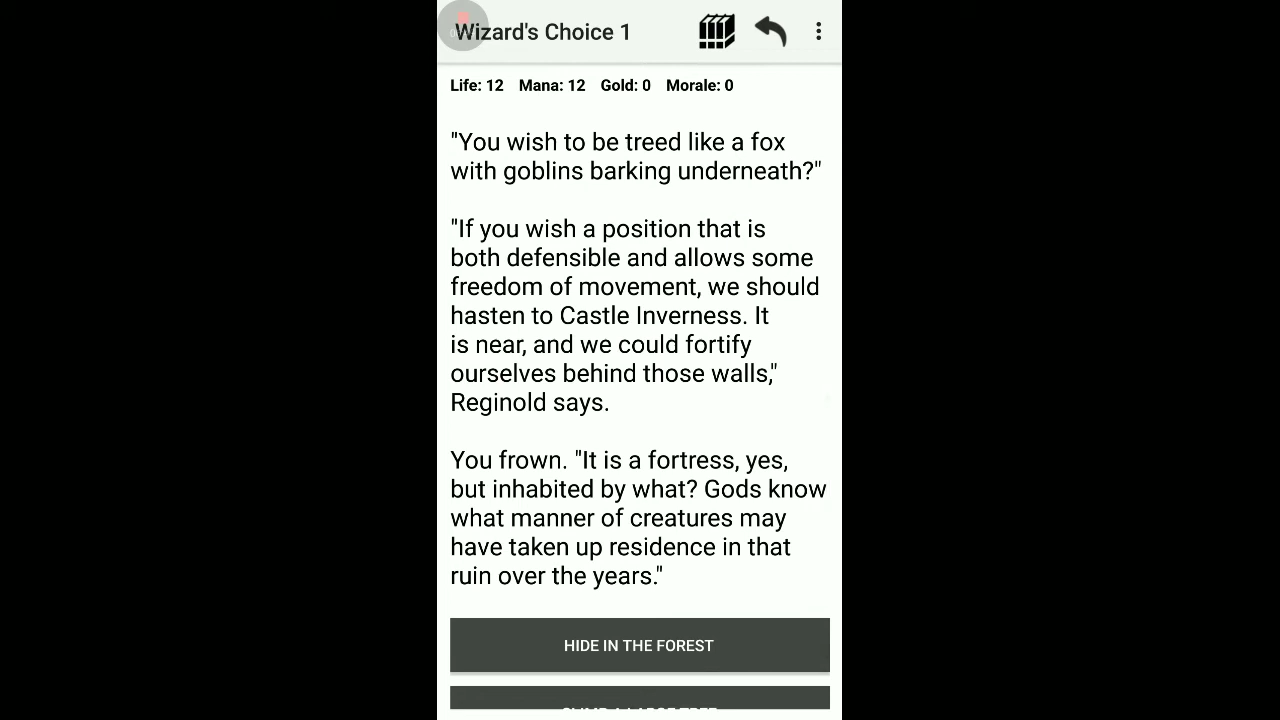 Wizard's Choice 1
Life: 12 Mana: 12 Gold: 0 Morale: 0
"You wish to be treed like a fox
with goblins barking underneath?"
"If you wish a position that is
both defensible and allows some
freedom of movement, we should
hasten to Castle Inverness. It
is near, and we could fortify
ourselves behind those walls,"
Reginold says.
You frown. "It is a fortress, yes,
but inhabited by what? Gods know
what manner of creatures may
have taken up residence in that
ruin over the years."
HIDE IN THE FOREST